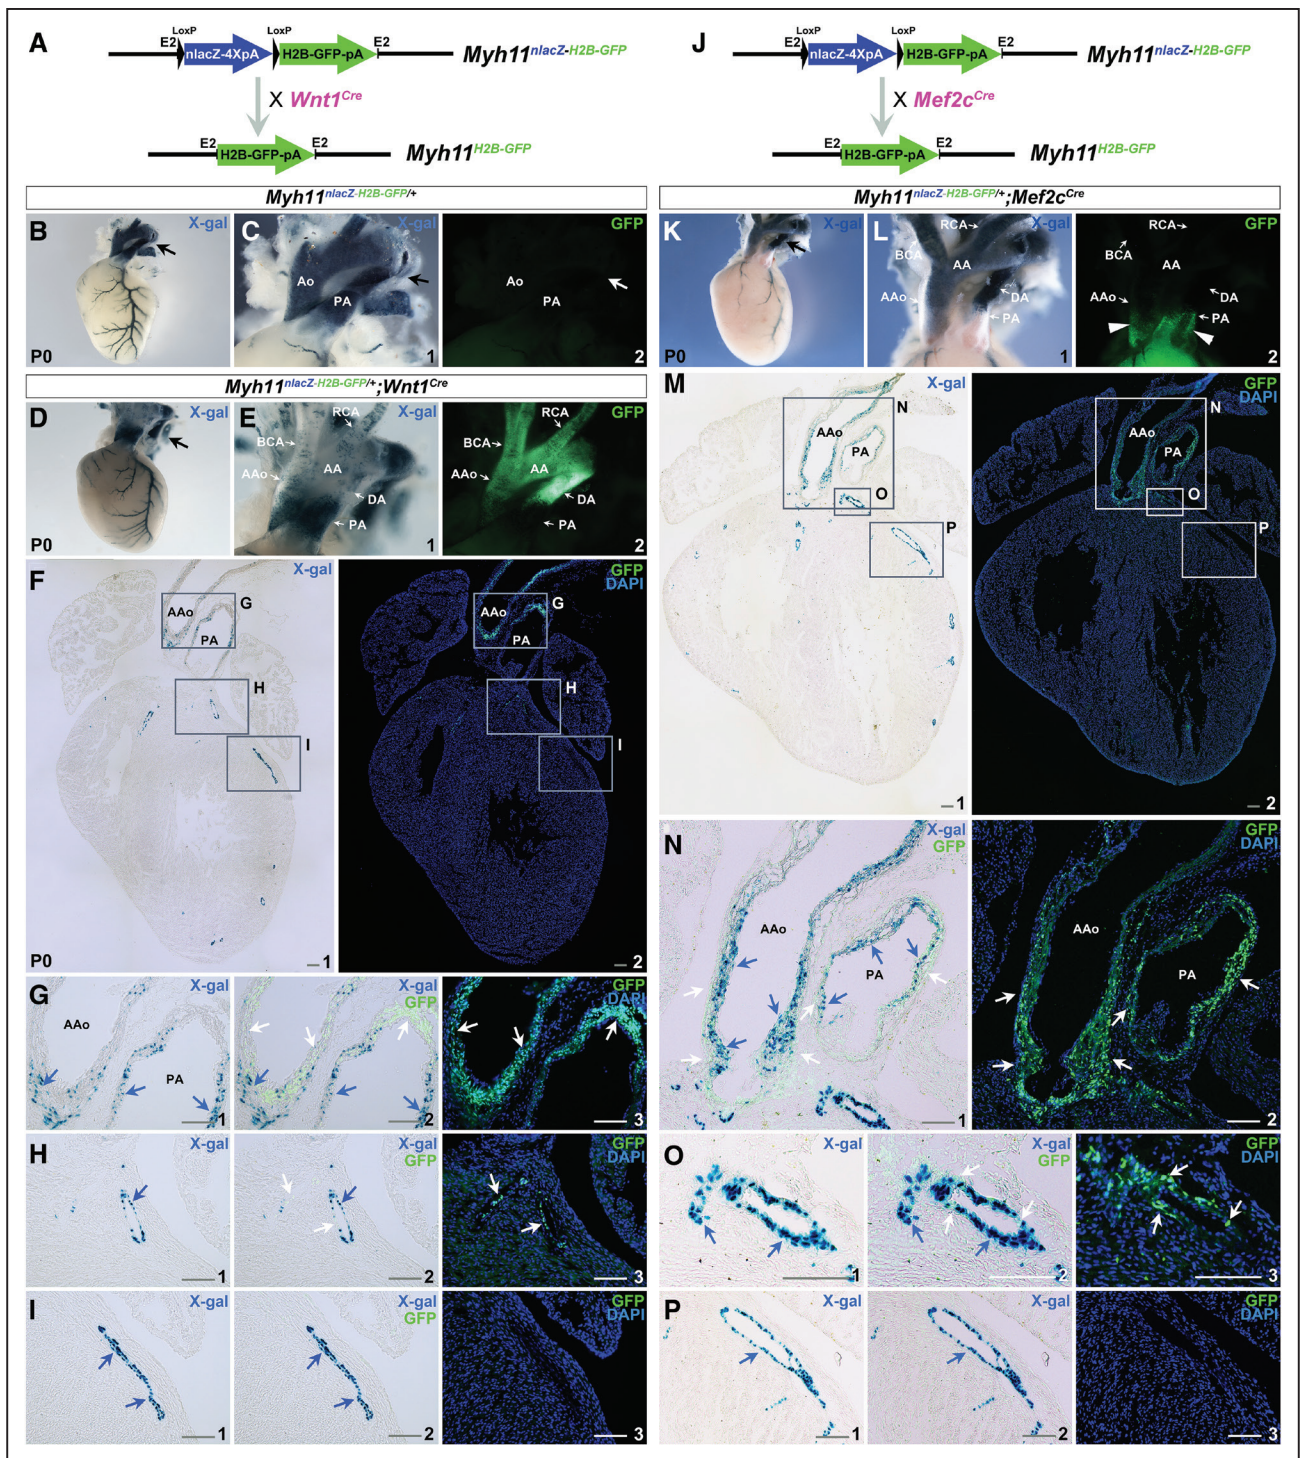 A
LoxP LoxP
E2 nlacZ-4XpA H2B-GFP-pA E2
Myh11nlacZ-H2B-GFP
X Wnt1Cre
E2 H2B-GFP-pA E2
Myh11H2B-GFP
Myh11nlacZ-H2B-GFP/+
B X-gal
P0
C X-gal
Ao
PA
1
GFP
Ao
PA
2
Myh11nlacZ-H2B-GFP/+;Wnt1Cre
D X-gal
P0
E X-gal
RCA
BCA
AAo AA
DA
PA
1
GFP
RCA
BCA
AAo AA
DA
PA
2
F X-gal
AAo G
PA
H
I
P0 1
GFP
DAPI
AAo G
PA
H
I
2
G X-gal
AAo
PA
1
X-gal
GFP
2
GFP
DAPI
3
H X-gal
1
X-gal
GFP
2
GFP
DAPI
3
I X-gal
1
X-gal
GFP
2
GFP
DAPI
3
J
LoxP LoxP
E2 nlacZ-4XpA H2B-GFP-pA E2
Myh11nlacZ-H2B-GFP
X Mef2cCre
E2 H2B-GFP-pA E2
Myh11H2B-GFP
Myh11nlacZ-H2B-GFP/+;Mef2cCre
K X-gal
P0
L X-gal
RCA
BCA
AA
AAo DA
PA
1
GFP
RCA
BCA
AA
AAo DA
PA
2
M X-gal
N
AAo
PA
O
P
1
GFP
DAPI
N
AAo
PA
O
P
2
N X-gal
GFP
AAo
PA
1
GFP
DAPI
AAo
PA
2
O X-gal
1
X-gal
GFP
2
GFP
DAPI
3
P X-gal
1
X-gal
GFP
2
GFP
DAPI
3